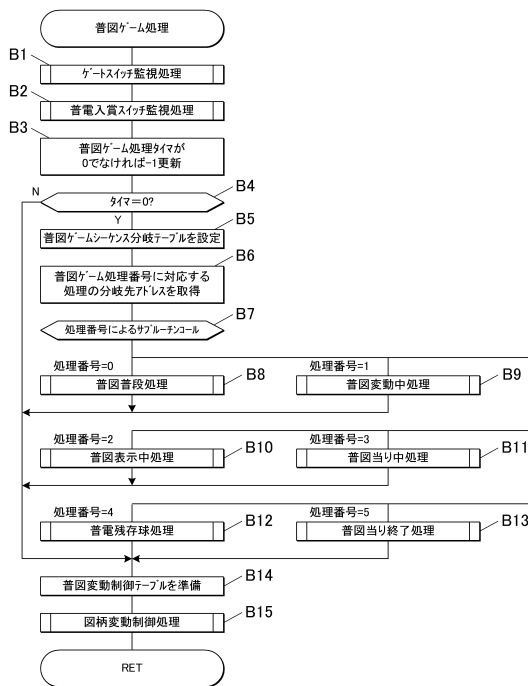 普図ゲーム処理
B1
ゲートスイッチ監視処理
B2
普電入賞スイッチ監視処理
B3
普図ゲーム処理タイマが
0でなければ-1更新
N
B4
タイマ=0?
Y
B5
普図ゲームシーケンス分岐テーブルを設定
B6
普図ゲーム処理番号に対応する
処理の分岐先アドレスを取得
B7
処理番号によるサブルーチンコール
処理番号=0
普図普段処理
B8
処理番号=1
普図変動中処理
B9
処理番号=2
普図表示中処理
B10
処理番号=3
普図当り中処理
B11
処理番号=4
普電残存球処理
B12
処理番号=5
普図当り終了処理
B13
普図変動制御テーブルを準備
B14
図柄変動制御処理
B15
RET